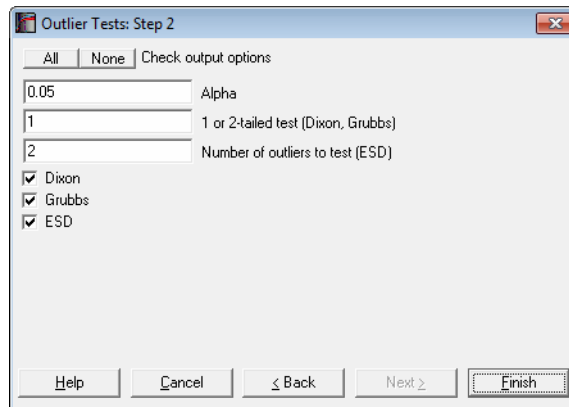 Outlier Tests: Step 2
All None Check output options
0.05 Alpha
1 1 or 2-tailed test (Dixon, Grubbs)
2 Number of outliers to test (ESD)
Dixon
Grubbs
ESD
Help Cancel < Back Next > Finish